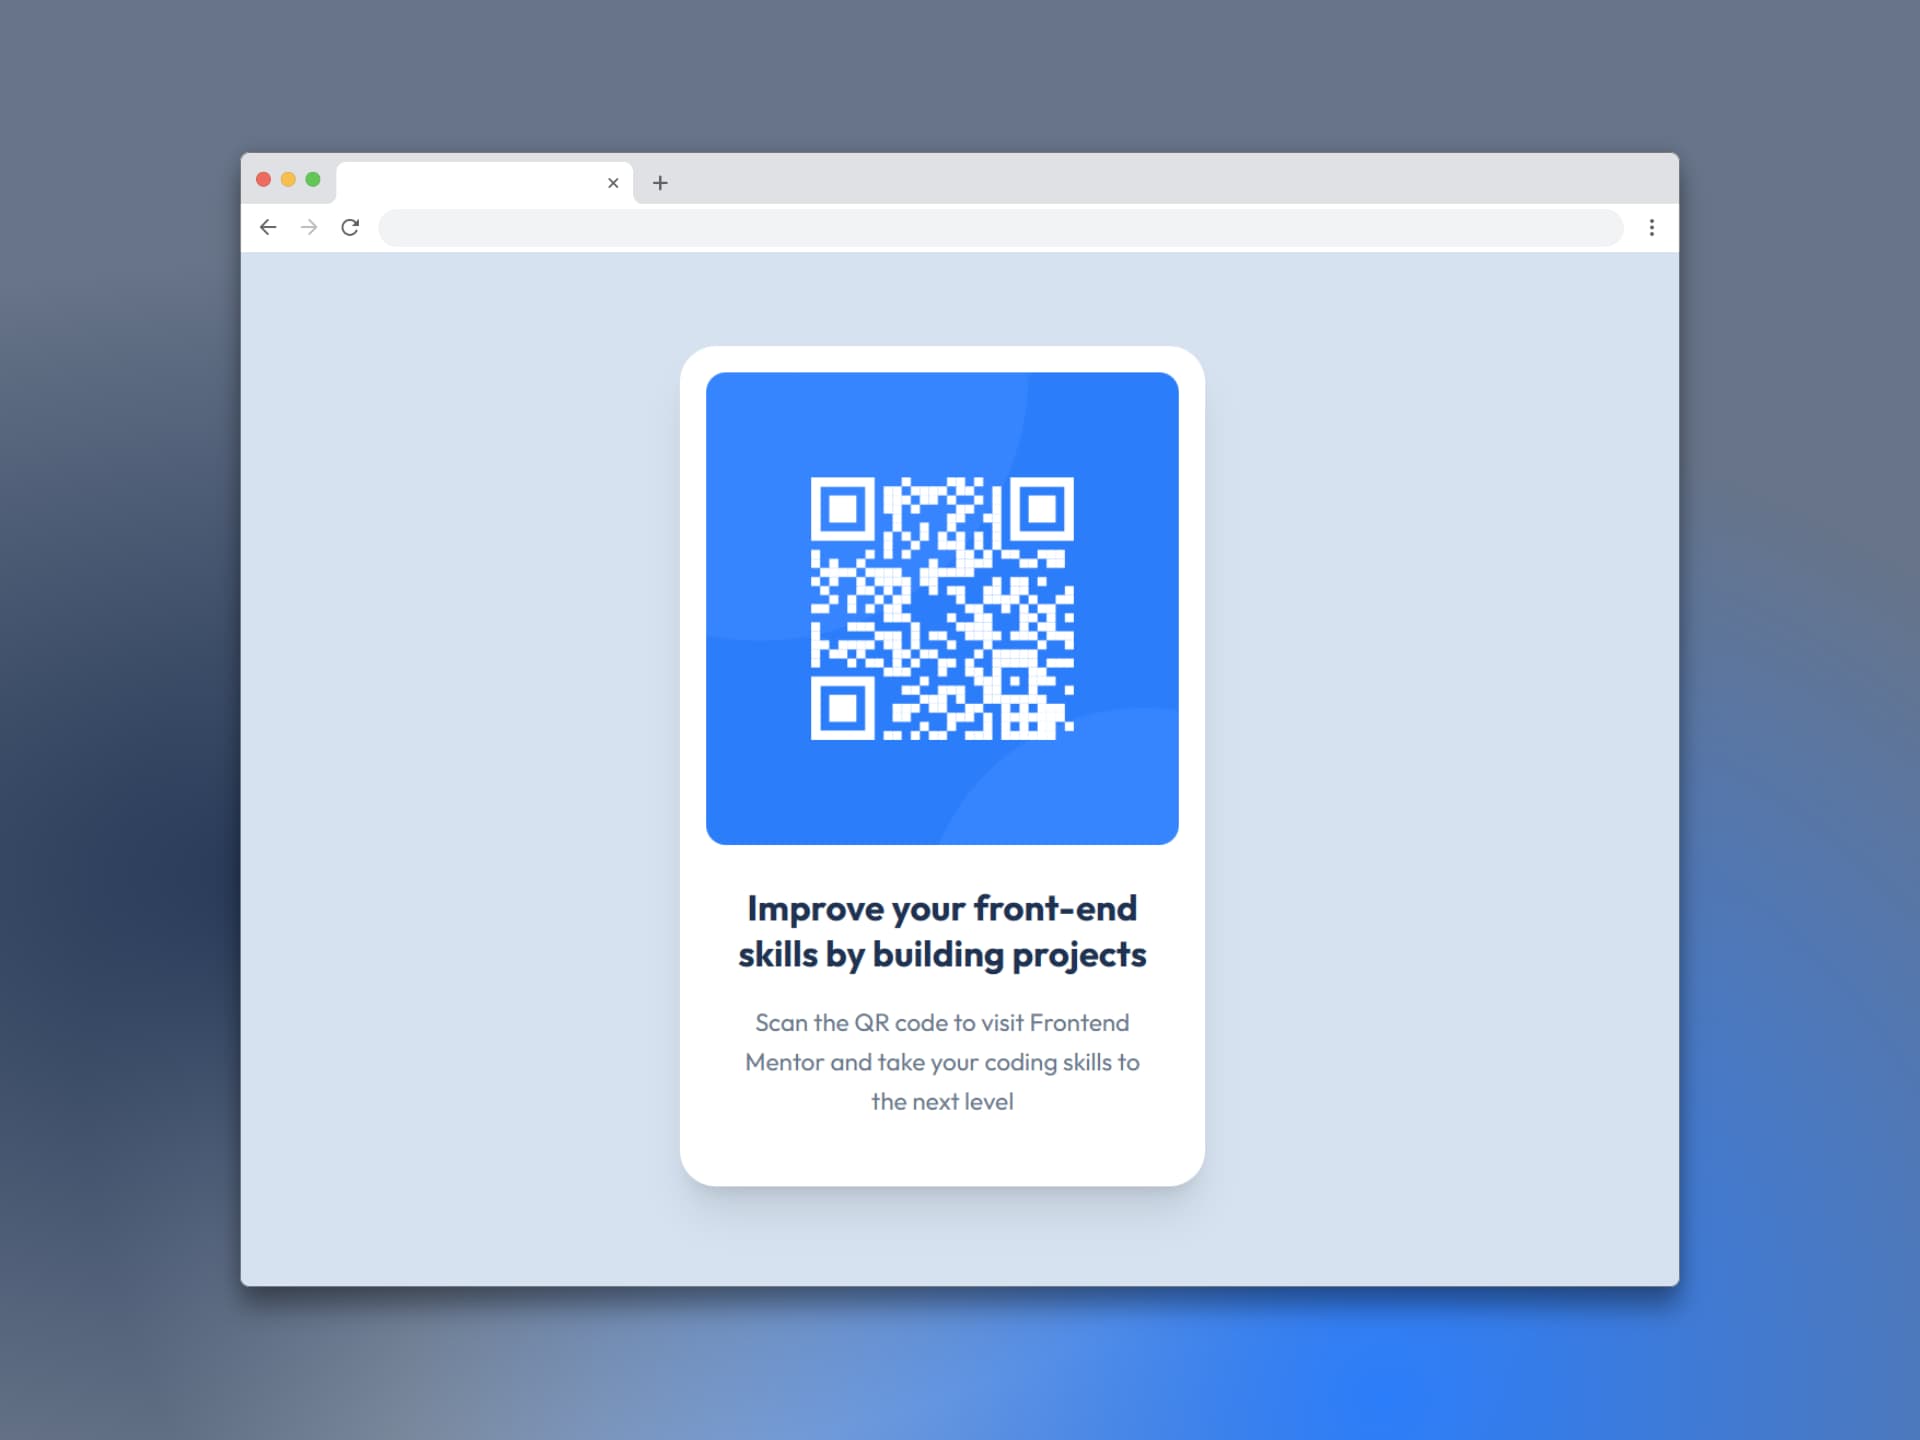 Improve your front-end
skills by building projects
Scan the QR code to visit Frontend
Mentor and take your coding skills to
the next level